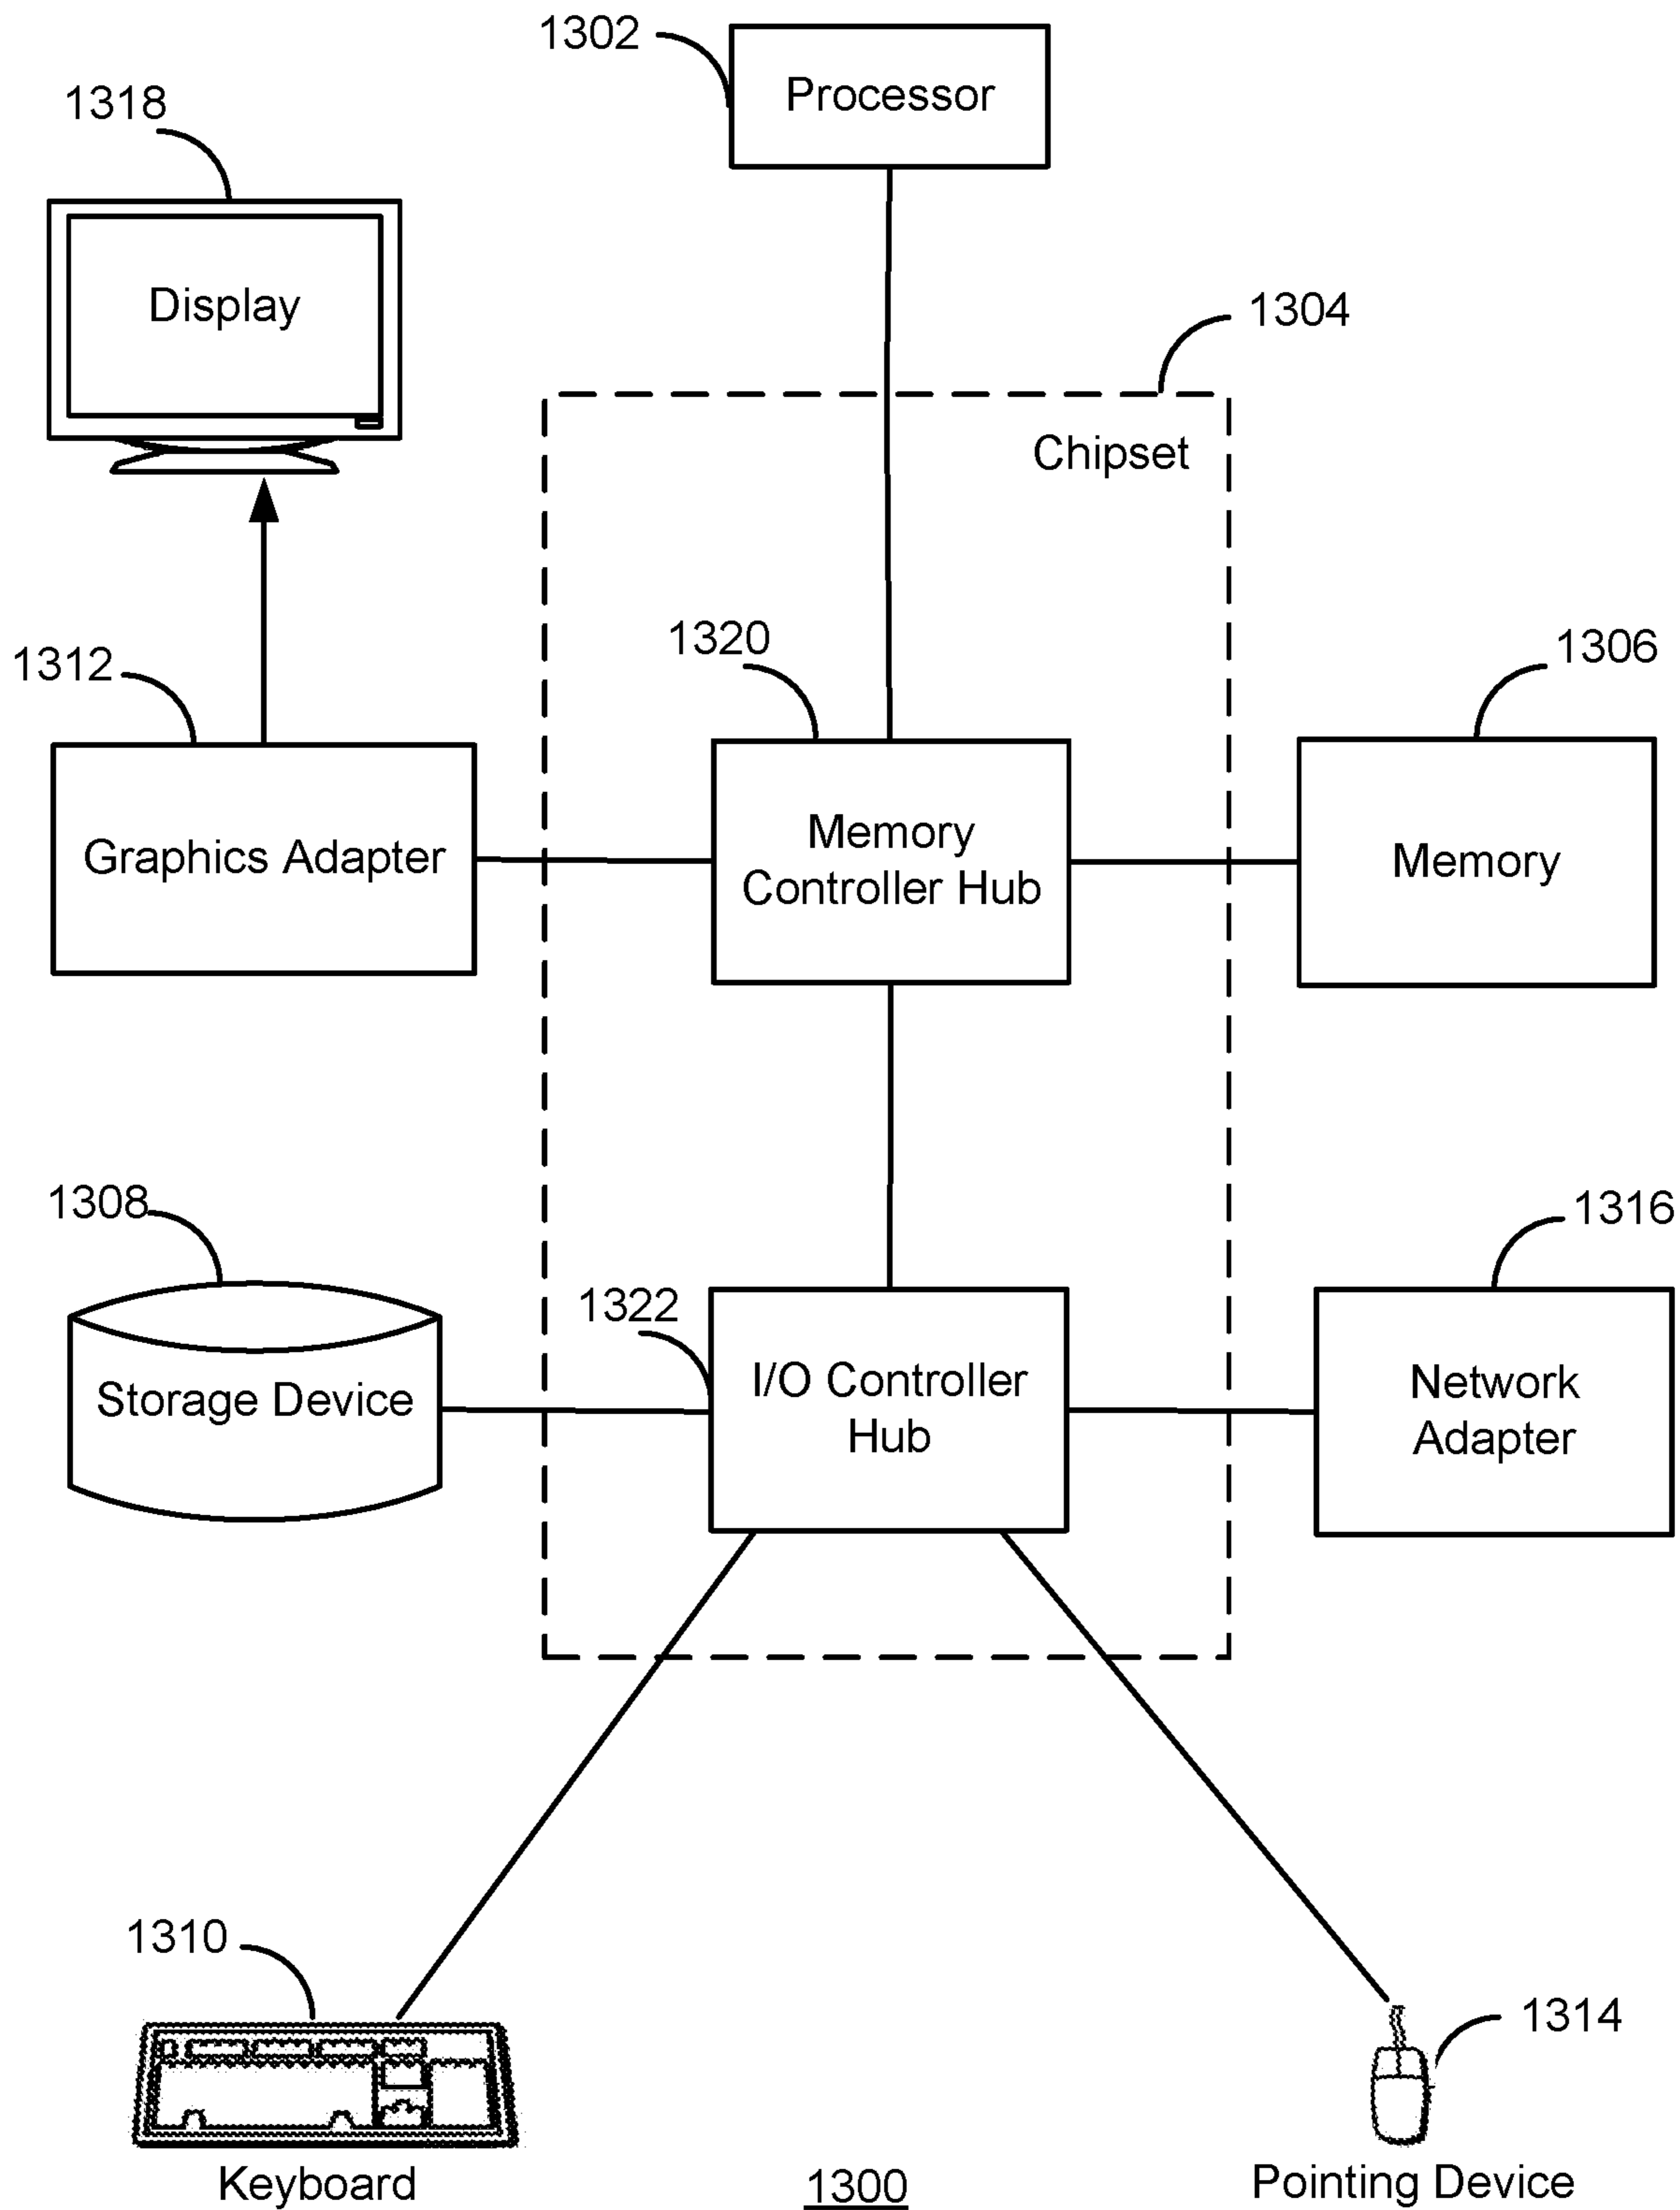 1302
Processor
1318
Display
1304
Chipset
1320
1306
1312
Memory
Controller Hub
Graphics Adapter
Memory
1308
1316
1322
I/O Controller
Hub
Storage Device
Network
Adapter
1310
1314
Keyboard
1300
Pointing Device